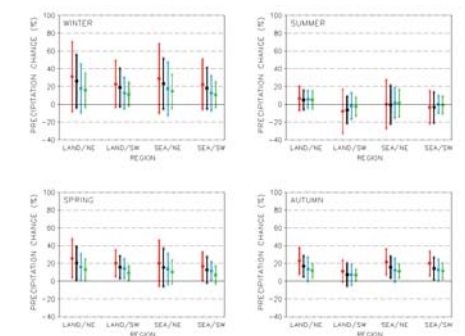 PRECIPITATION CHANGE (%)
100
80
60
40
20
0
-20
-40
WINTER
LAND/NE LAND/SW SEA/NE SEA/SW
REGION
PRECIPITATION CHANGE (%)
100
80
60
40
20
0
-20
-40
SUMMER
LAND/NE LAND/SW SEA/NE SEA/SW
REGION
PRECIPITATION CHANGE (%)
100
80
60
40
20
0
-20
-40
SPRING
LAND/NE LAND/SW SEA/NE SEA/SW
REGION
PRECIPITATION CHANGE (%)
100
80
60
40
20
0
-20
-40
AUTUMN
LAND/NE LAND/SW SEA/NE SEA/SW
REGION